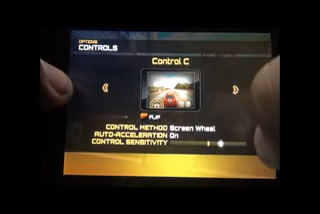 OPTIONS
CONTROLS
Control C
FLIP
CONTROL METHOD Screen Wheel
AUTO-ACCELERATION On
CONTROL SENSITIVITY